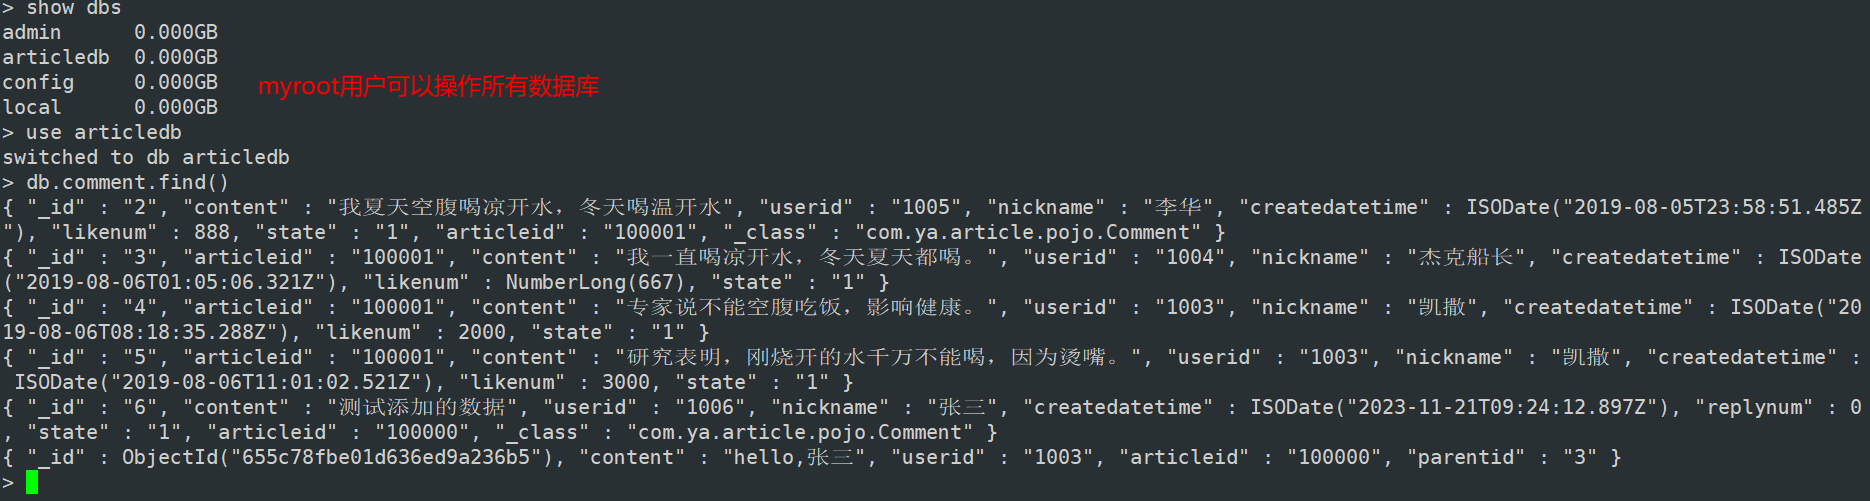 > show dbs
admin      0.000GB
articledb  0.000GB
config     0.000GB
myroot用户可以操作所有数据库
local      0.000GB
> use articledb
switched to db articledb
> db.comment.find()
{ "_id" : "2", "content" : "我夏天空腹喝凉开水，冬天喝温开水", "userid" : "1005", "nickname" : "李华", "createdatetime" : ISODate("2019-08-05T23:58:51.485Z
"), "likenum" : 888, "state" : "1", "articleid" : "100001", "_class" : "com.ya.article.pojo.Comment" }
{ "_id" : "3", "articleid" : "100001", "content" : "我一直喝凉开水，冬天夏天都喝。", "userid" : "1004", "nickname" : "杰克船长", "createdatetime" : ISODate
("2019-08-06T01:05:06.321Z"), "likenum" : NumberLong(667), "state" : "1" }
{ "_id" : "4", "articleid" : "100001", "content" : "专家说不能空腹吃饭，影响健康。", "userid" : "1003", "nickname" : "凯撒", "createdatetime" : ISODate("20
19-08-06T08:18:35.288Z"), "likenum" : 2000, "state" : "1" }
{ "_id" : "5", "articleid" : "100001", "content" : "研究表明，刚烧开的水千万不能喝，因为烫嘴。", "userid" : "1003", "nickname" : "凯撒", "createdatetime" :
 ISODate("2019-08-06T11:01:02.521Z"), "likenum" : 3000, "state" : "1" }
{ "_id" : "6", "content" : "测试添加的数据", "userid" : "1006", "nickname" : "张三", "createdatetime" : ISODate("2023-11-21T09:24:12.897Z"), "replynum" : 0
, "state" : "1", "articleid" : "100000", "_class" : "com.ya.article.pojo.Comment" }
{ "_id" : ObjectId("655c78fbe01d636ed9a236b5"), "content" : "hello,张三", "userid" : "1003", "articleid" : "100000", "parentid" : "3" }
>